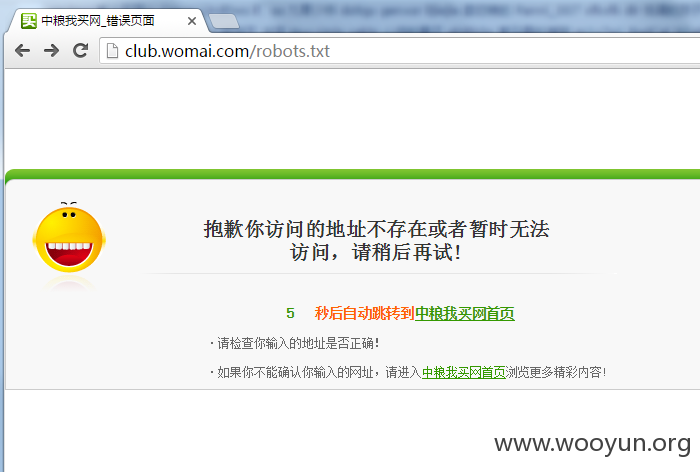 中粮我买网_错误页面
club.womai.com/robots.txt
抱歉你访问的地址不存在或者暂时无法
访问，请稍后再试!
5 秒后自动跳转到中粮我买网首页
·请检查你输入的地址是否正确!
·如果你不能确认你输入的网址，请进入中粮我买网首页浏览更多精彩内容!
www.wooyun.org